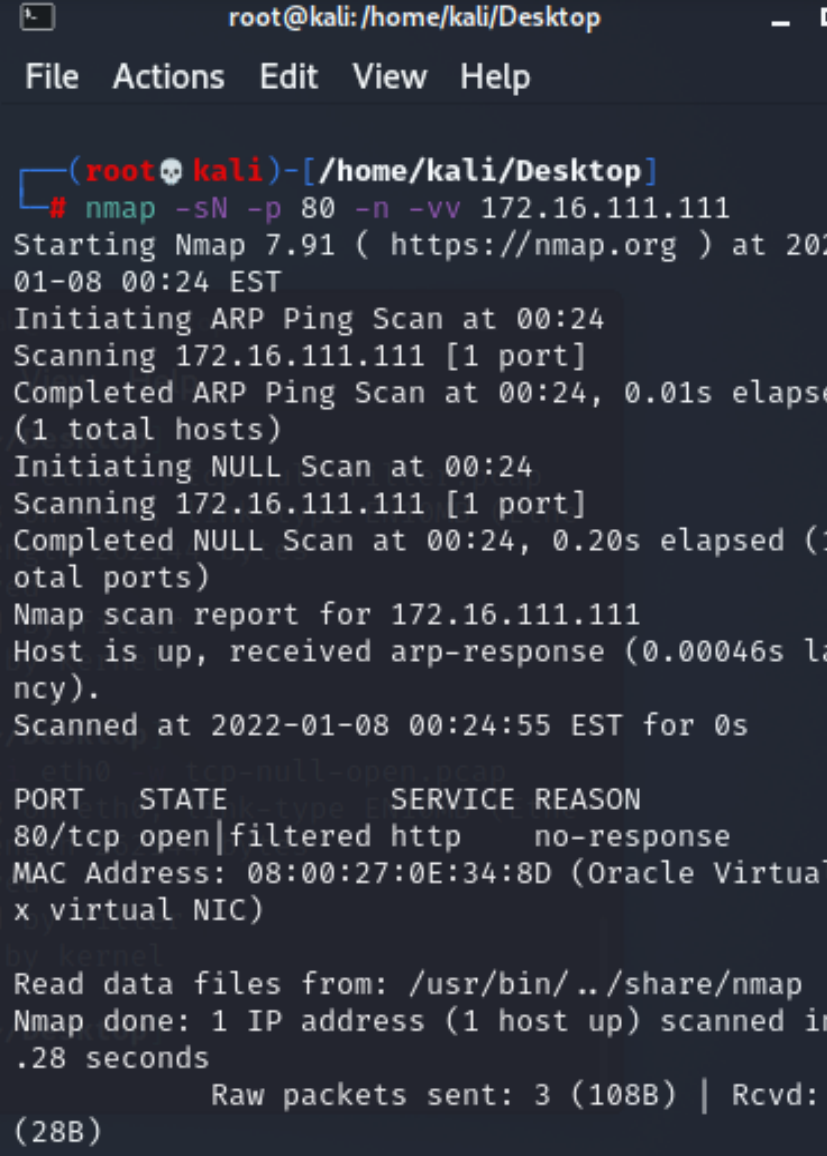 root@kali:/home/kali/Desktop
File Actions Edit View Help
(root💀kali)-[/home/kali/Desktop]
# nmap -sN -p 80 -n -vv 172.16.111.111
Starting Nmap 7.91 ( https://nmap.org ) at 202
01-08 00:24 EST
Initiating ARP Ping Scan at 00:24
Scanning 172.16.111.111 [1 port]
Completed ARP Ping Scan at 00:24, 0.01s elapse
(1 total hosts)
Initiating NULL Scan at 00:24
Scanning 172.16.111.111 [1 port]
Completed NULL Scan at 00:24, 0.20s elapsed (1
otal ports)
Nmap scan report for 172.16.111.111
Host is up, received arp-response (0.00046s la
ncy).
Scanned at 2022-01-08 00:24:55 EST for 0s
PORT STATE SERVICE REASON
80/tcp open|filtered http no-response
MAC Address: 08:00:27:0E:34:8D (Oracle Virtual
x virtual NIC)
Read data files from: /usr/bin/../share/nmap
Nmap done: 1 IP address (1 host up) scanned in
.28 seconds
Raw packets sent: 3 (108B) | Rcvd:
(28B)